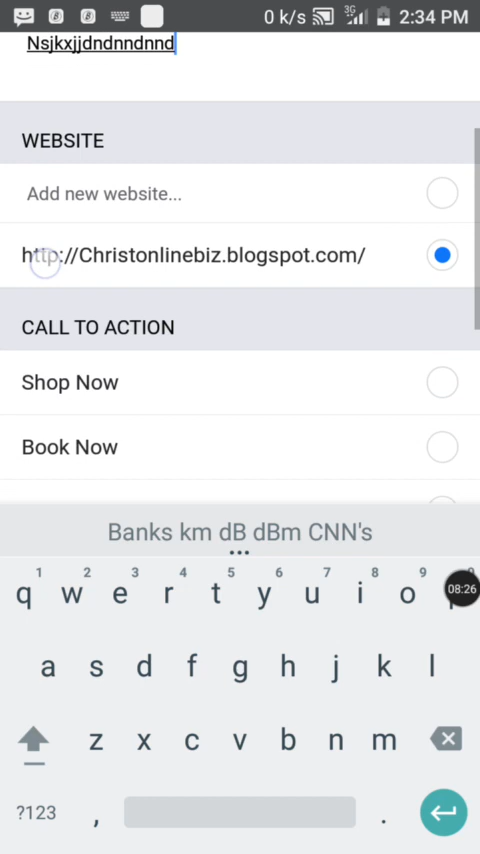 0 k/s 3G 2:34 PM
Nsjkxjjdndnndnnd
WEBSITE
Add new website...
http://Christonlinebiz.blogspot.com/
CALL TO ACTION
Shop Now
Book Now
Banks km dB dBm CNN's
1 2 3 4 5 6 7 8 9
q w e r t y u i o
08:26
a s d f g h j k l
z x c v b n m
?123 , .